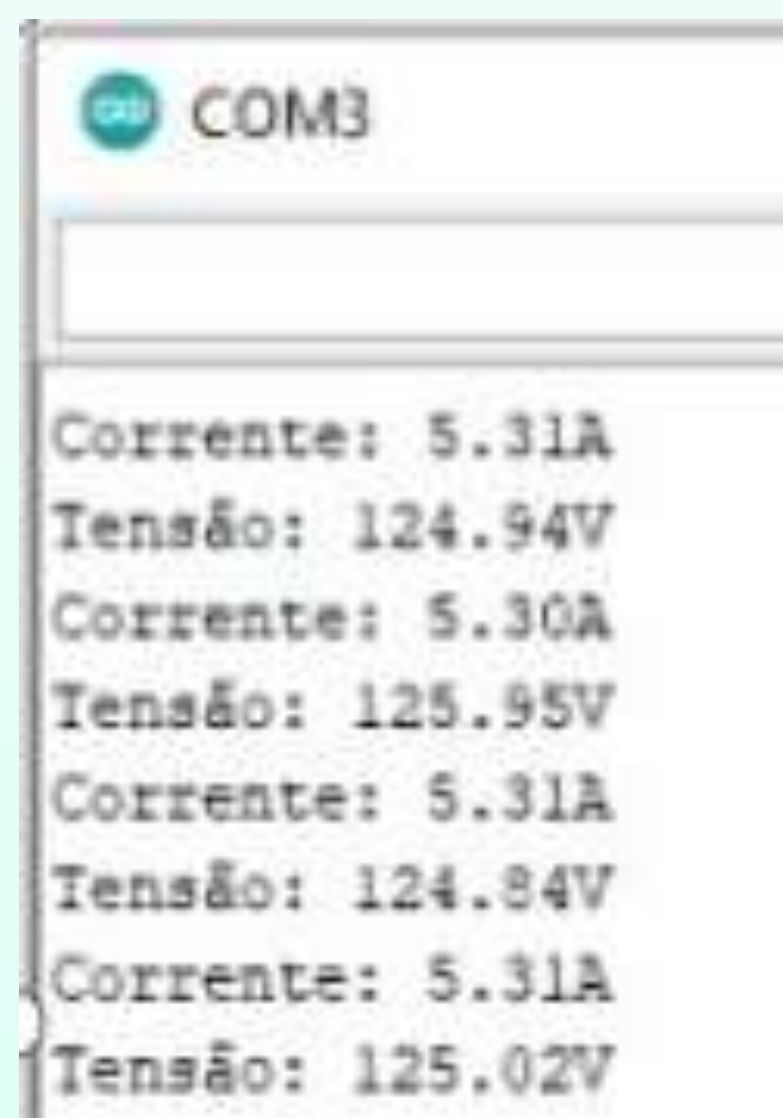 COM3
Corrente: 5.31A
Tensão: 124.94V
Corrente: 5.30A
Tensão: 125.95V
Corrente: 5.31A
Tensão: 124.84V
Corrente: 5.31A
Tensão: 125.02V